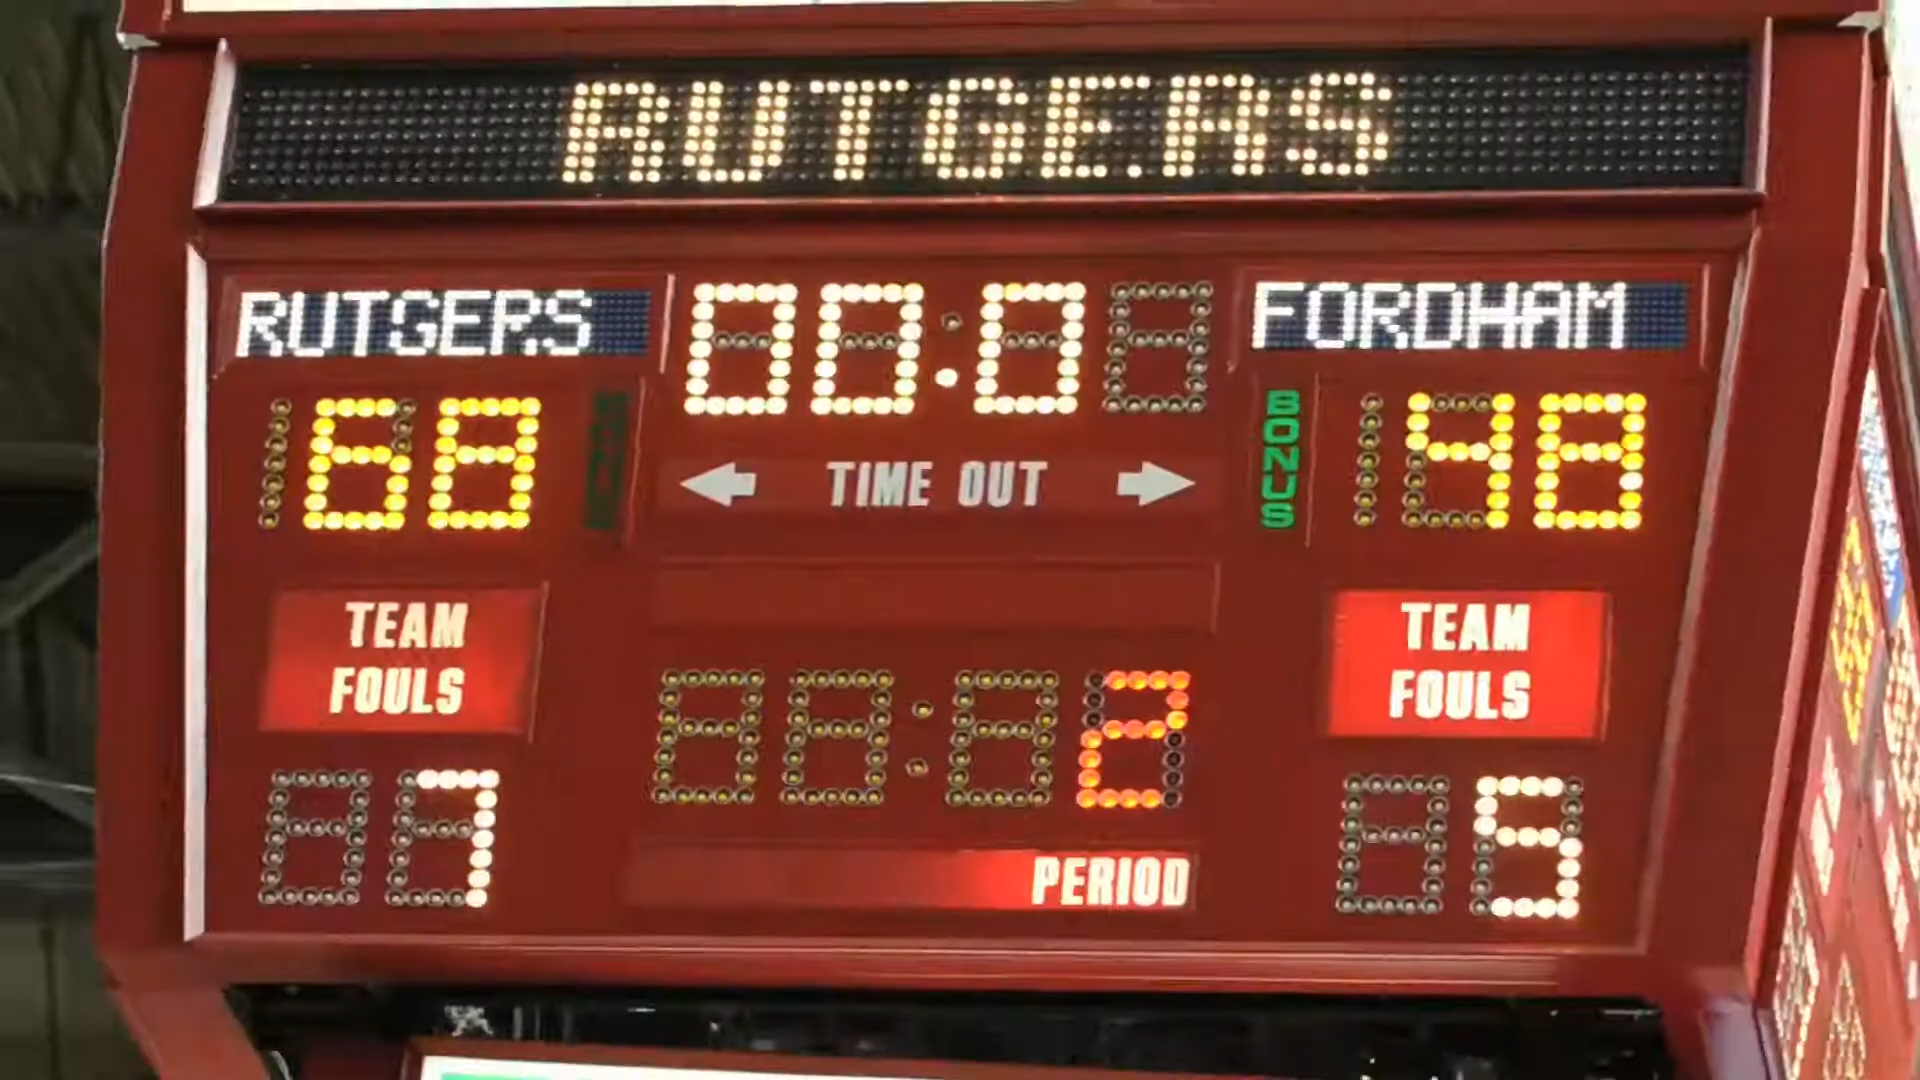 RUTGERS
RUTGERS 00:0 FORDHAM
68 BONUS 48
TIME OUT
TEAM
FOULS
TEAM
FOULS
2
7 5
PERIOD